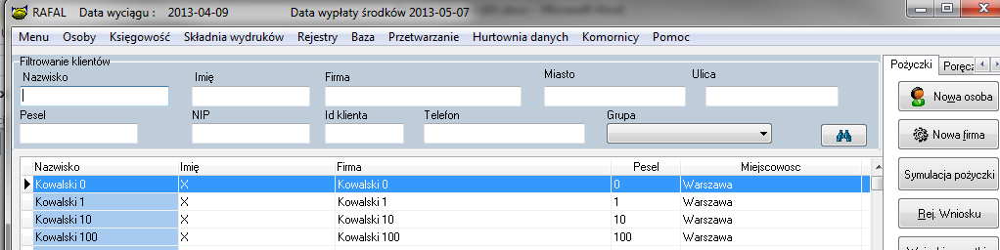 RAFAL Data wyciągu : 2013-04-09 Data wypłaty środków 2013-05-07
Menu Osoby Księgowość Składnia wydruków Rejestry Baza Przetwarzanie Hurtownia danych Komornicy Pomoc
Filtrowanie klientów
Nazwisko Imię Firma Miasto Ulica
Pesel NIP Id klienta Telefon Grupa
Nazwisko Imię Firma Pesel Miejscowosc
Kowalski 0 X Kowalski 0 0 Warszawa
Kowalski 1 X Kowalski 1 1 Warszawa
Kowalski 10 X Kowalski 10 10 Warszawa
Kowalski 100 X Kowalski 100 100 Warszawa
Pożyczki Poręcz
Nowa osoba
Nowa firma
Symulacja pożyczki
Rej. Wniosku